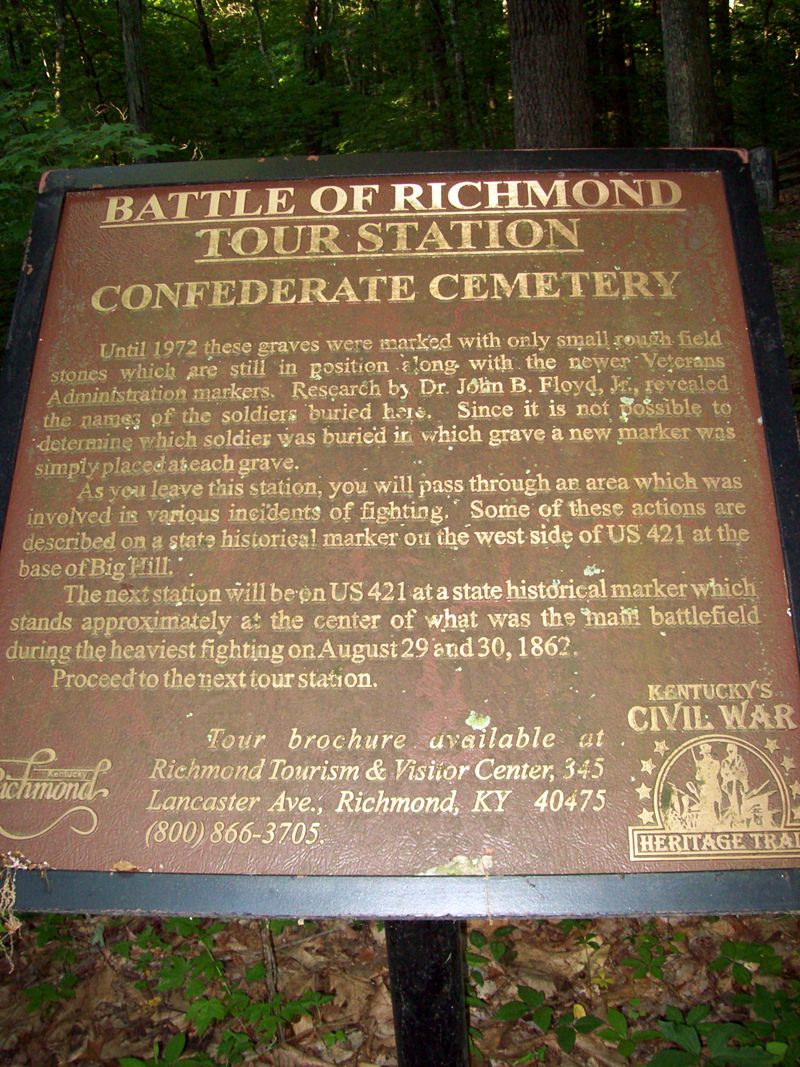 BATTLE OF RICHMOND
TOUR STATION
CONFEDERATE CEMETERY
Until 1972 these graves were marked with only small rough field
stones which are still in position along with the newer Veterans
Administration markers. Research by Dr. John B. Floyd, Jr., revealed
the names of the soldiers buried here. Since it is not possible to
determine which soldier was buried in which grave a new marker was
simply placed at each grave.
As you leave this station, you will pass through an area which was
involved in various incidents of fighting. Some of these actions are
described on a state historical marker on the west side of US 421 at the
base of Big Hill.
The next station will be on US 421 at a state historical marker which
stands approximately at the center of what was the main battlefield
during the heaviest fighting on August 29 and 30, 1862.
Proceed to the next tour station.
Tour brochure available at
Richmond Tourism & Visitor Center, 345
Lancaster Ave., Richmond, KY 40475
(800) 866-3705.
Kentucky
Richmond
KENTUCKY'S
CIVIL WAR
HERITAGE TRAI